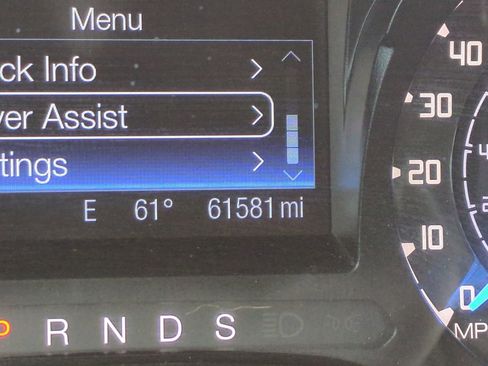 Menu
ck Info
ver Assist
tings
E 61° 61581 mi
R N D S
40
30
20
10
0
MP